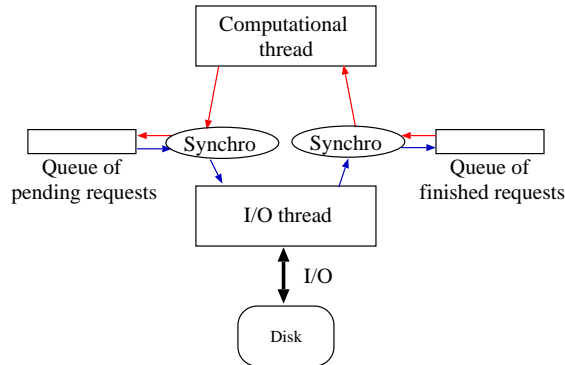 Computational
thread
Synchro
Synchro
Queue of
pending requests
Queue of
finished requests
I/O thread
I/O
Disk